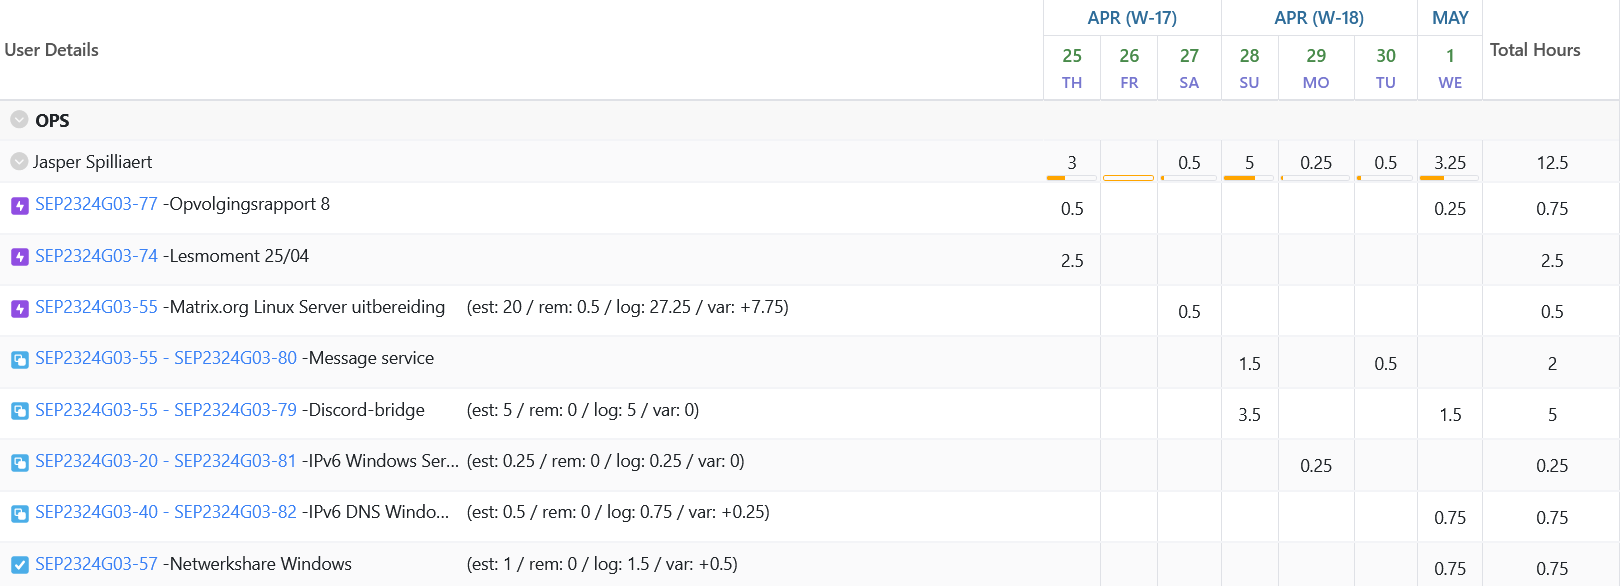 User Details APR (W-17) APR (W-18) MAY Total Hours
25 26 27 28 29 30 1
TH FR SA SU MO TU WE
OPS
Jasper Spilliaert 3 0.5 5 0.25 0.5 3.25 12.5
SEP2324G03-77 -Opvolgingsrapport 8 0.5 0.25 0.75
SEP2324G03-74 -Lesmoment 25/04 2.5 2.5
SEP2324G03-55 -Matrix.org Linux Server uitbereiding (est: 20 / rem: 0.5 / log: 27.25 / var: +7.75) 0.5 0.5
SEP2324G03-55 - SEP2324G03-80 -Message service 1.5 0.5 2
SEP2324G03-55 - SEP2324G03-79 -Discord-bridge (est: 5 / rem: 0 / log: 5 / var: 0) 3.5 1.5 5
SEP2324G03-20 - SEP2324G03-81 -IPv6 Windows Ser... (est: 0.25 / rem: 0 / log: 0.25 / var: 0) 0.25 0.25
SEP2324G03-40 - SEP2324G03-82 -IPv6 DNS Windo... (est: 0.5 / rem: 0 / log: 0.75 / var: +0.25) 0.75 0.75
SEP2324G03-57 -Netwerkshare Windows (est: 1 / rem: 0 / log: 1.5 / var: +0.5) 0.75 0.75